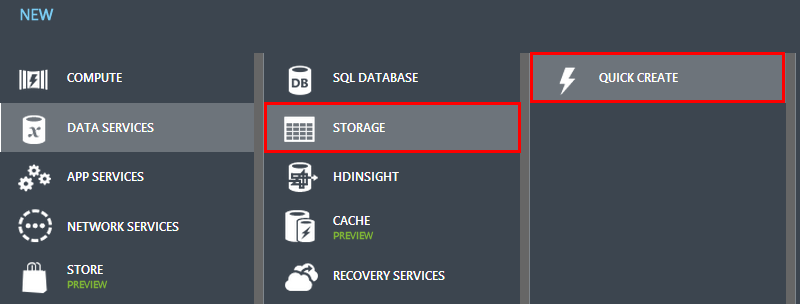 NEW
COMPUTE
DATA SERVICES
APP SERVICES
NETWORK SERVICES
STORE
PREVIEW
DB
SQL DATABASE
STORAGE
HDINSIGHT
CACHE
PREVIEW
RECOVERY SERVICES
QUICK CREATE